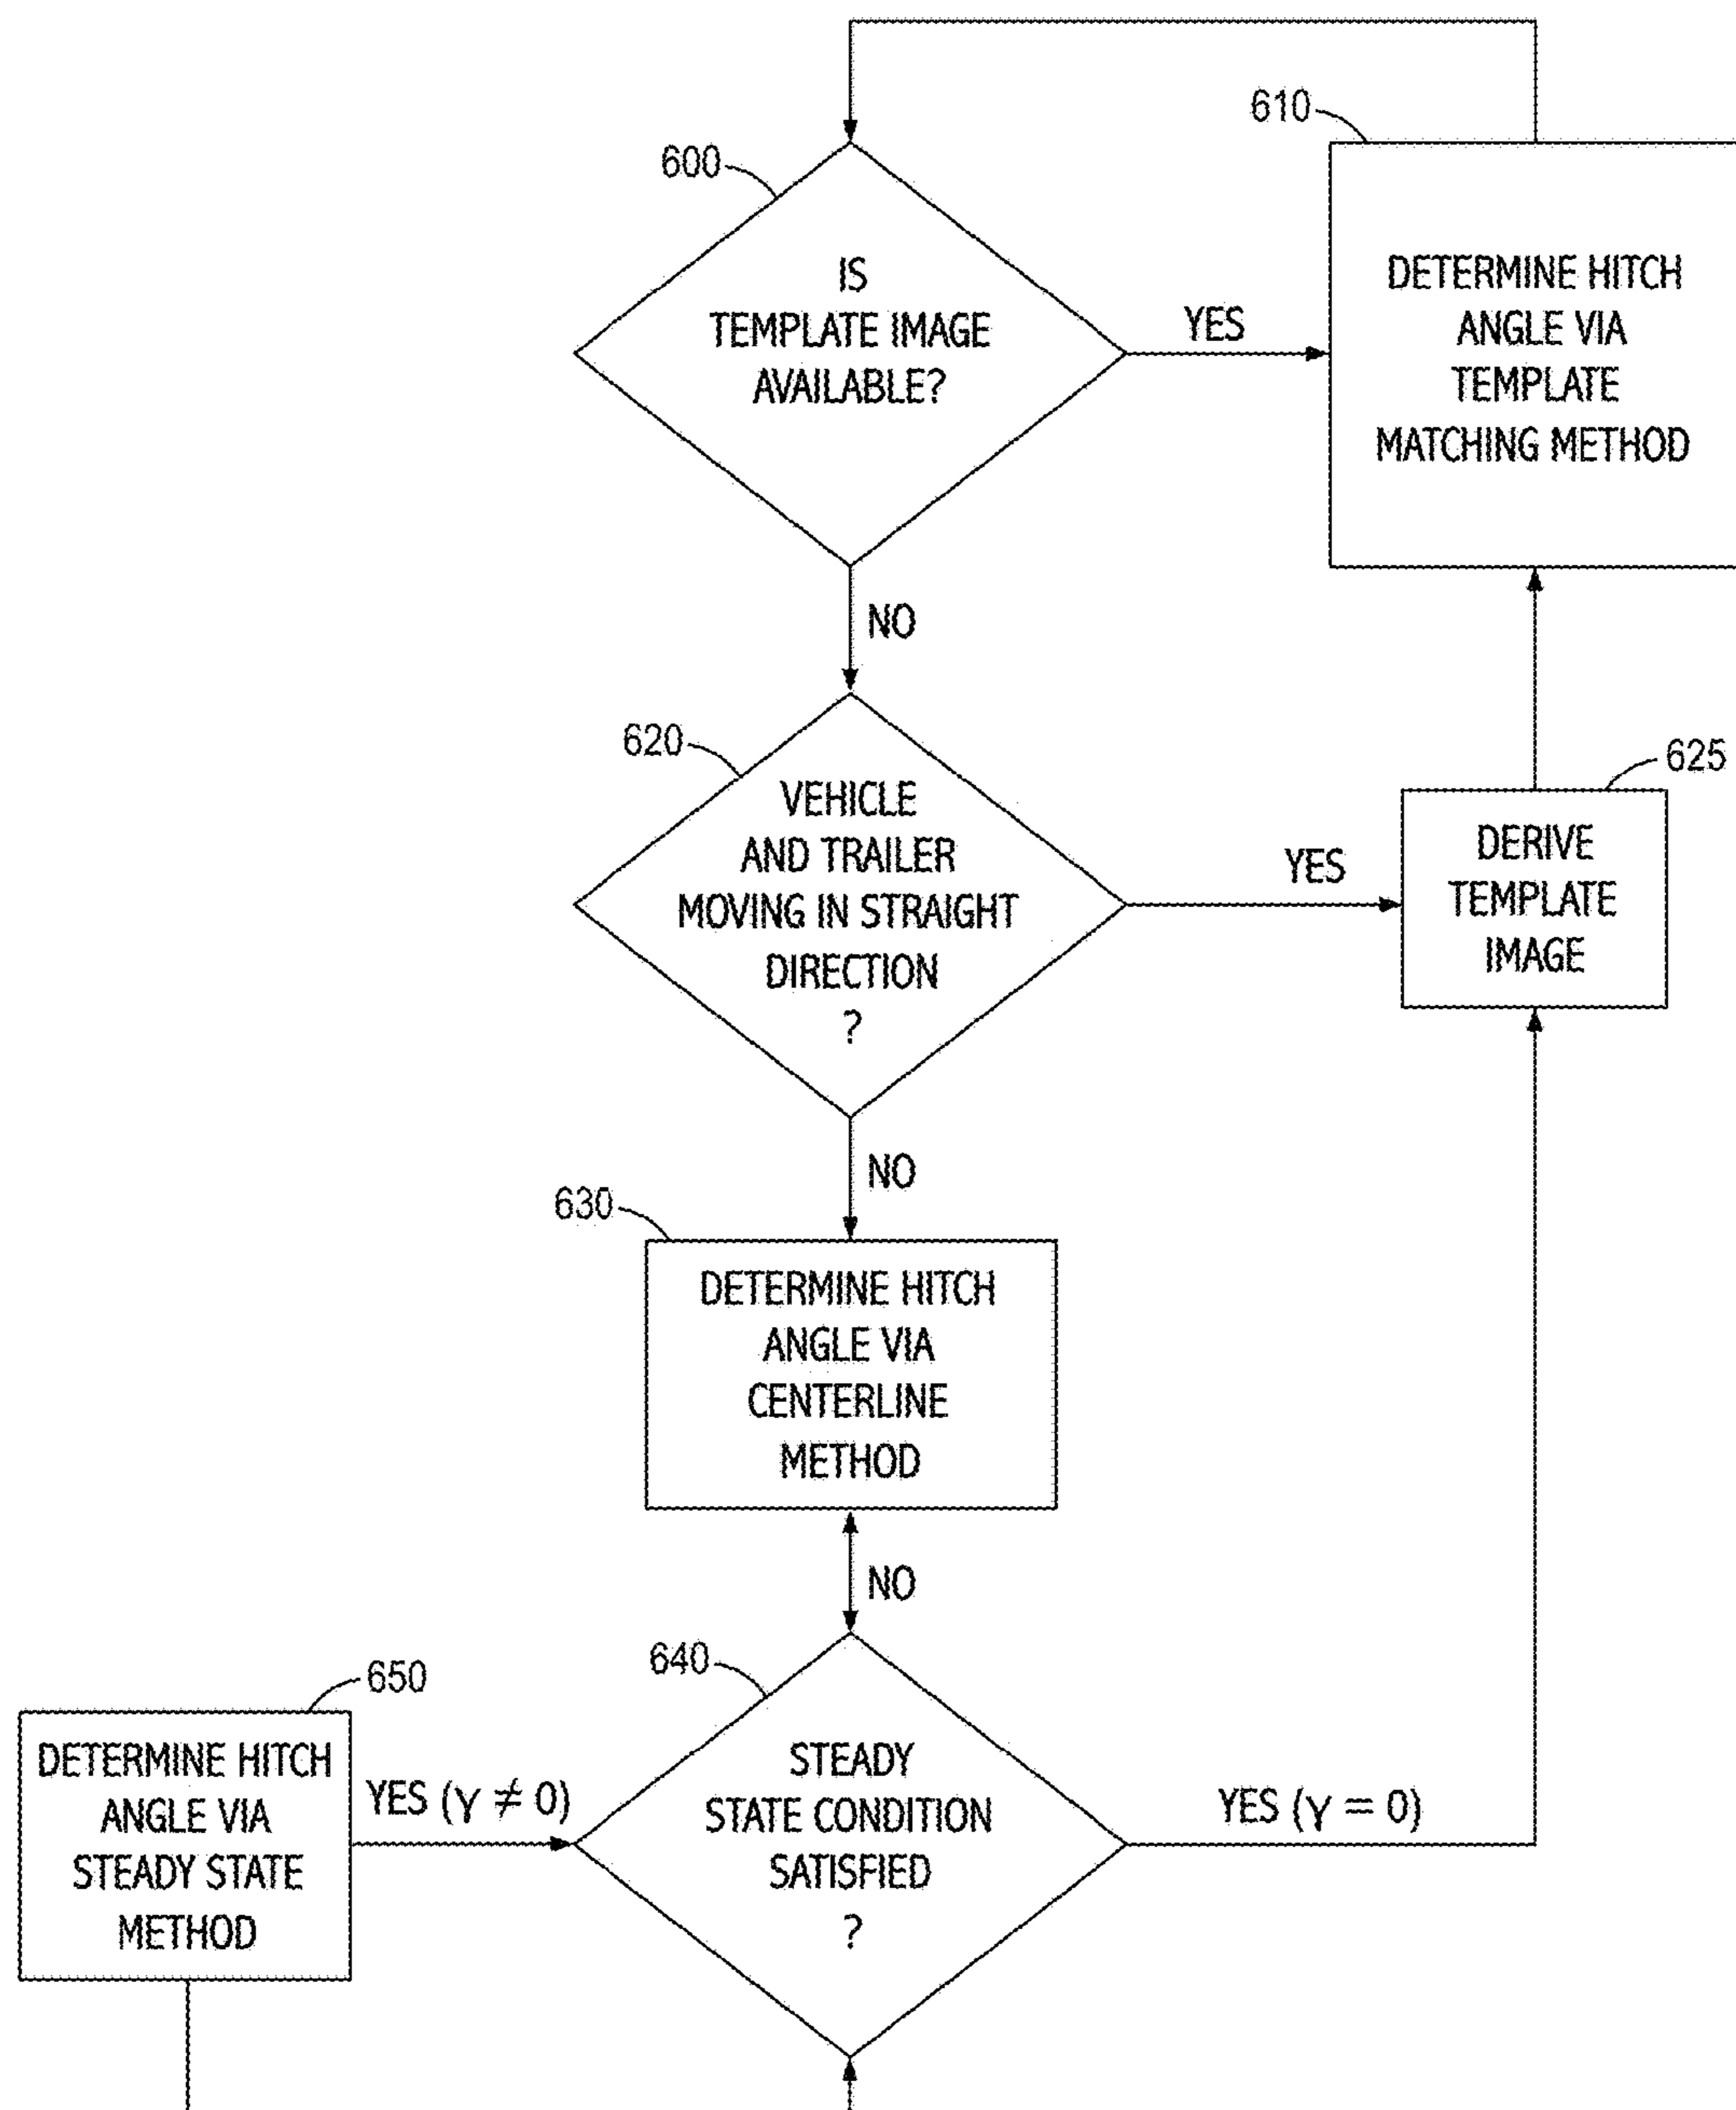 610
600
IS
TEMPLATE IMAGE
AVAILABLE?
YES
DETERMINE HITCH
ANGLE VIA
TEMPLATE
MATCHING METHOD
NO
620
VEHICLE
AND TRAILER
MOVING IN STRAIGHT
DIRECTION
?
YES
625
DERIVE
TEMPLATE
IMAGE
NO
630
DETERMINE HITCH
ANGLE VIA
CENTERLINE
METHOD
NO
640
650
DETERMINE HITCH
ANGLE VIA
STEADY STATE
METHOD
YES (γ ≠ 0)
STEADY
STATE CONDITION
SATISFIED
?
YES (γ = 0)